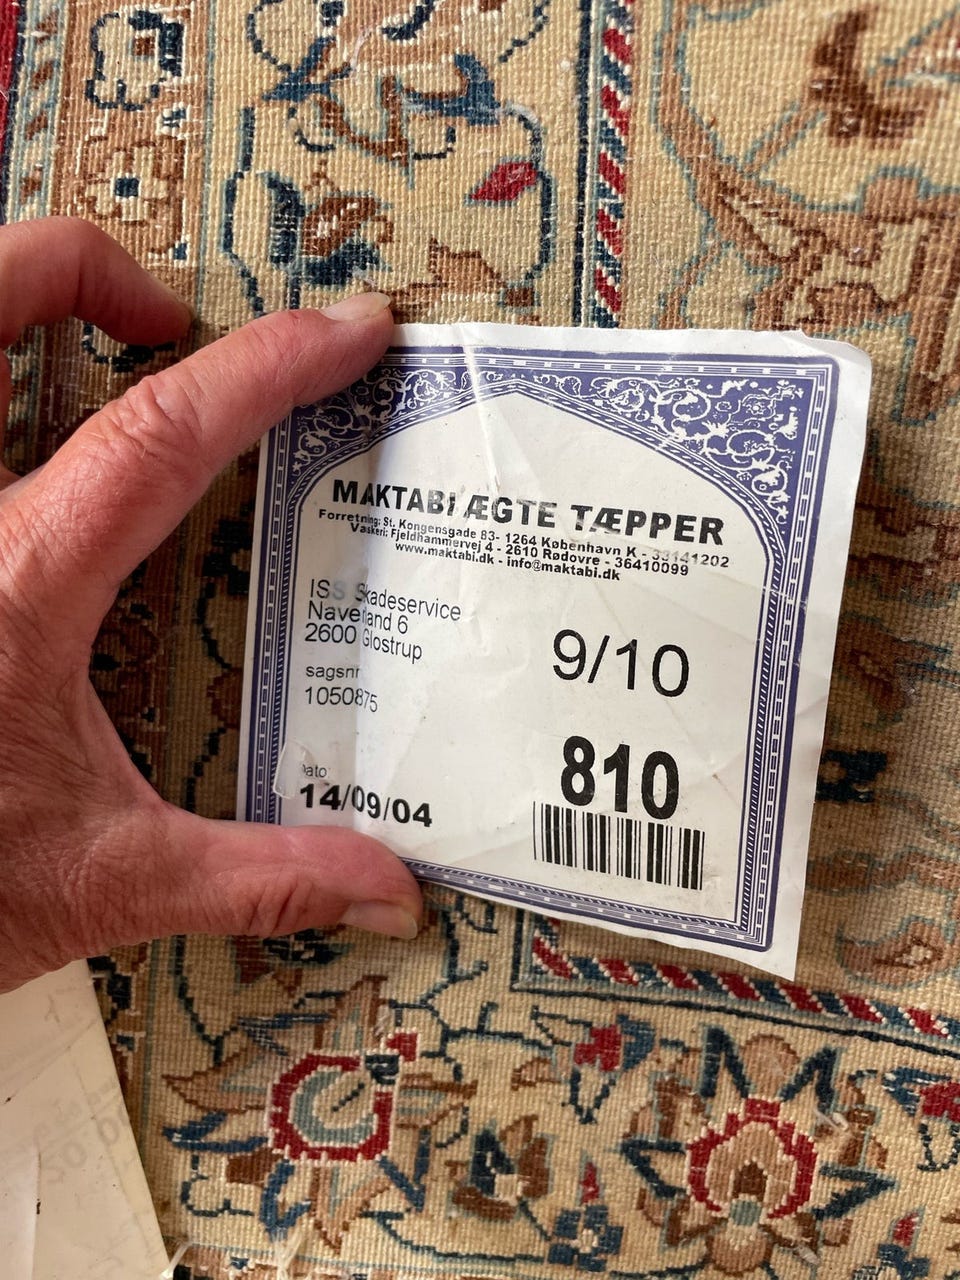 MAKTABI ÆGTE TÆPPER
Forretning: St. Kongensgade 83- 1264 København K - 33141202
Vaskeri: Fjeldhammervej 4 - 2610 Rødovre - 36410099
www.maktabi.dk - info@maktabi.dk
ISS Skadeservice
Naverland 6
2600 Glostrup
9/10
sagsnr
1050875
810
Dato:
14/09/04